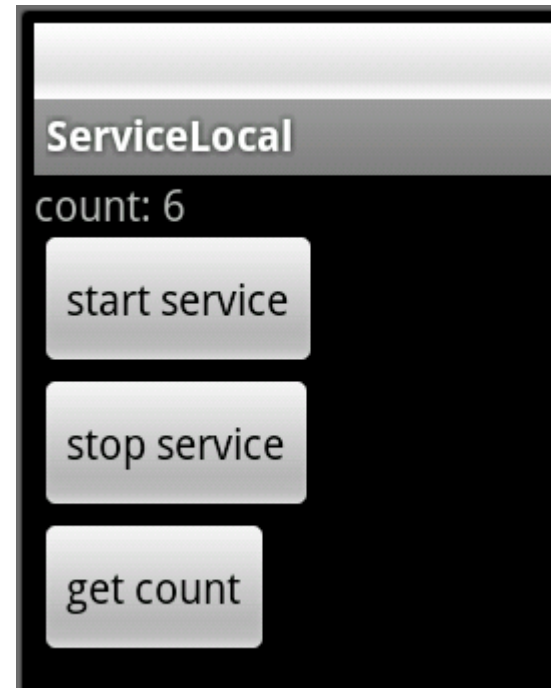 ServiceLocal
count: 6
start service
stop service
get count